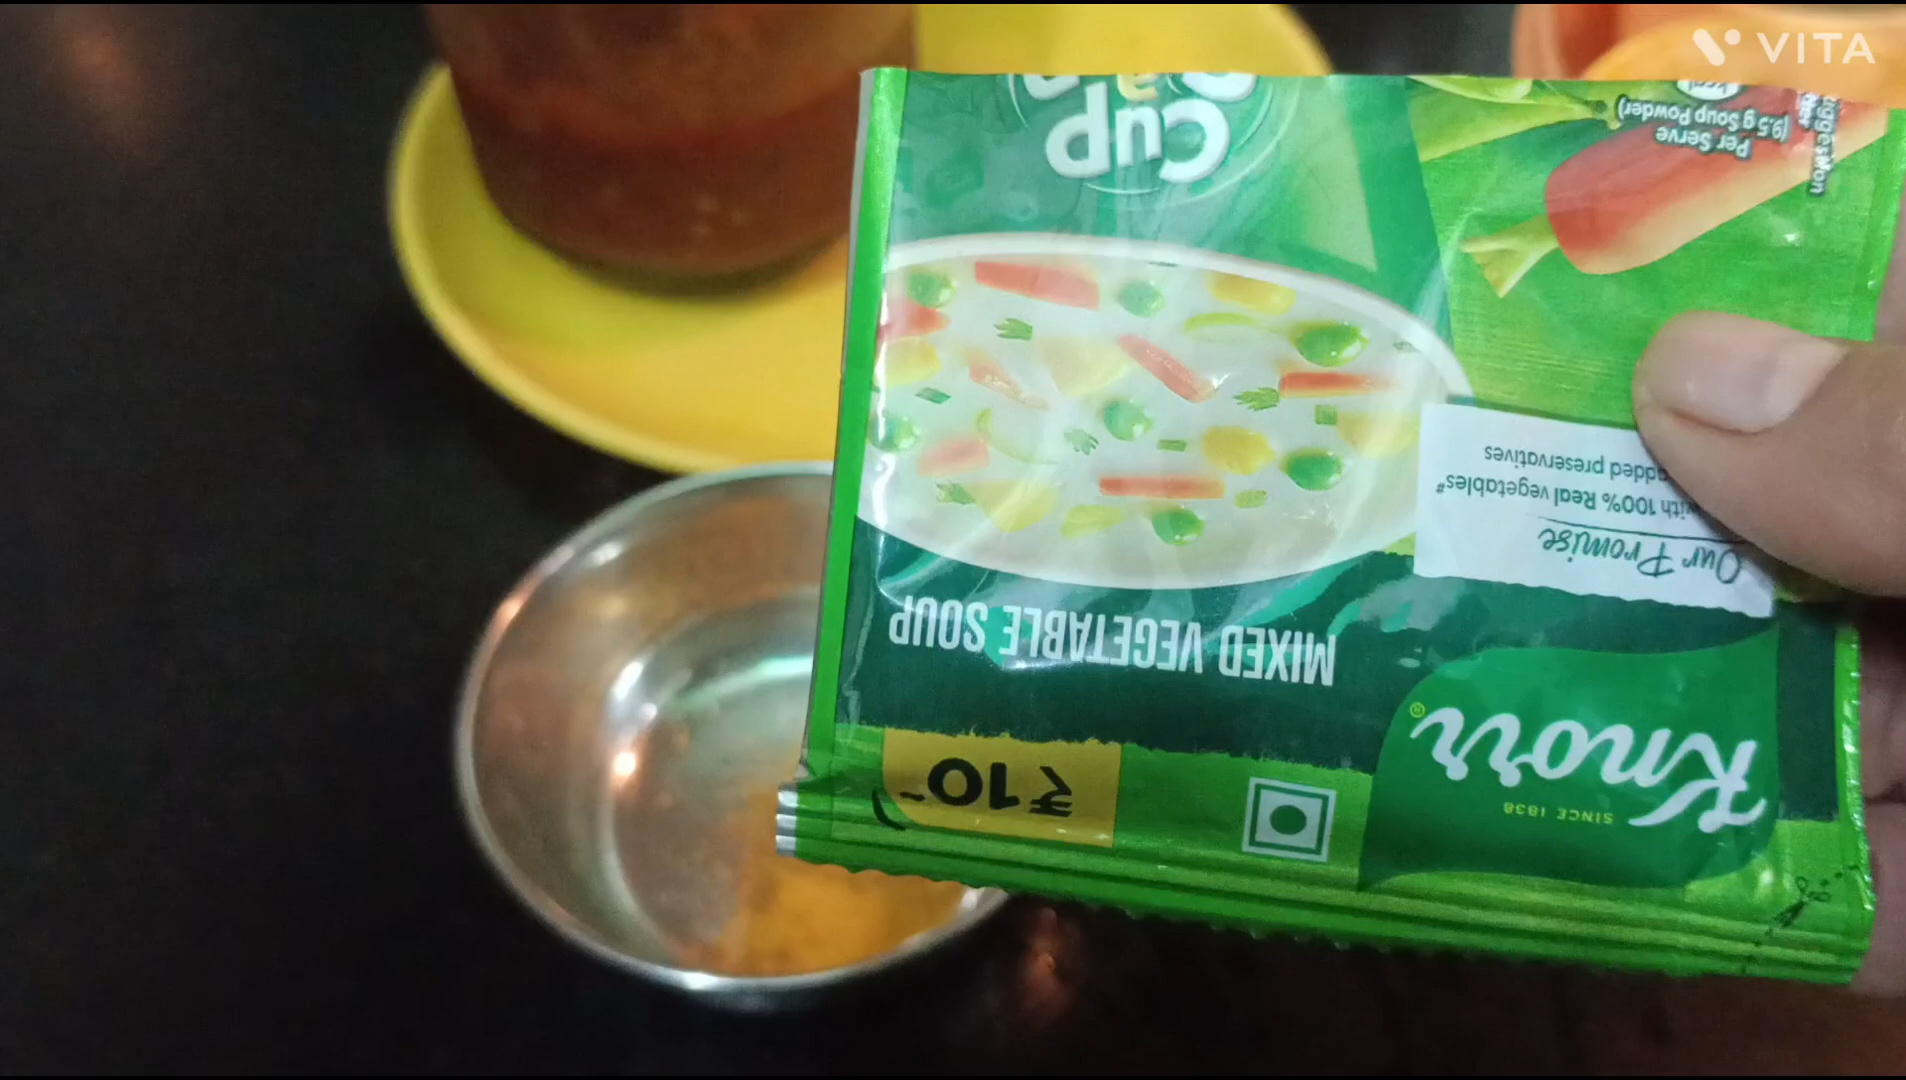 VITA
Knorr
SINCE 1838
₹10
MIXED VEGETABLE SOUP
Our Promise
with 100% Real vegetables#
added preservatives
CUP
a
Per Serve
(9.5 g Soup Powder)